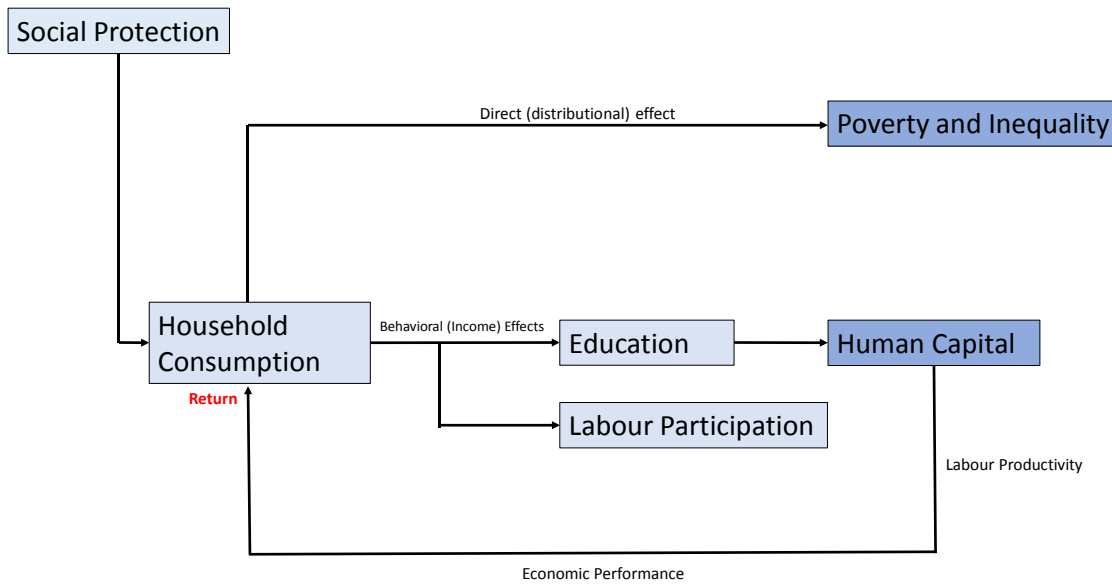 Social Protection
Direct (distributional) effect
Poverty and Inequality
Household
Consumption
Behavioral (Income) Effects
Education
Human Capital
Return
Labour Participation
Labour Productivity
Economic Performance